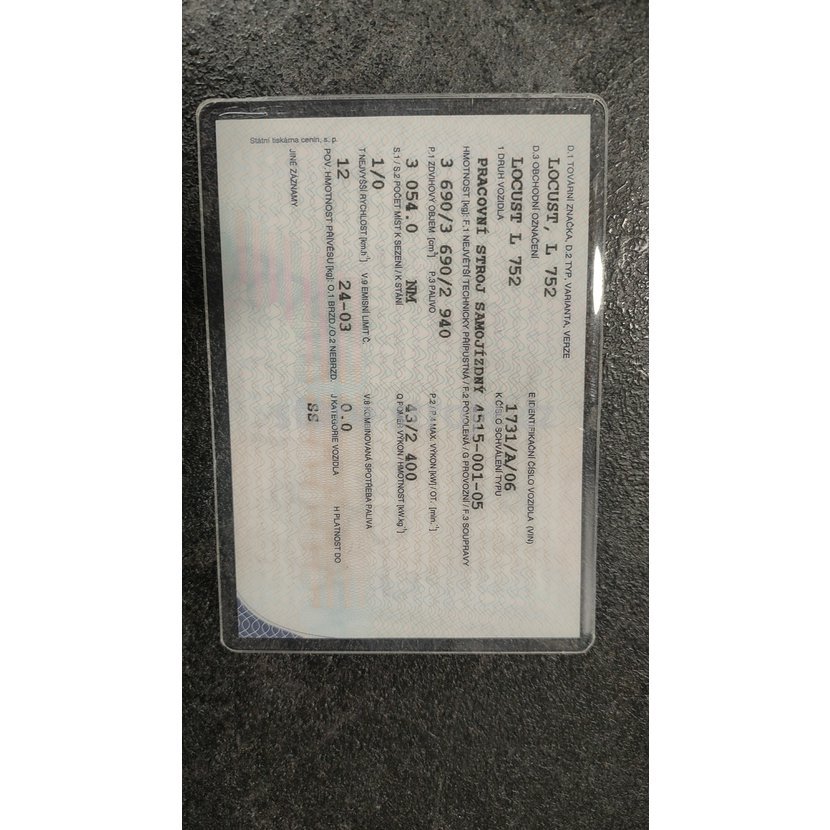 D.1 TOVÁRNÍ ZNAČKA, D.2 TYP, VARIANTA, VERZE
LOCUST, L 752
D.3 OBCHODNÍ OZNAČENÍ E IDENTIFIKAČNÍ ČÍSLO VOZIDLA (VIN)
LOCUST L 752 1731/A/06
1 DRUH VOZIDLA K ČÍSLO SCHVÁLENÍ TYPU
PRACOVNÍ STROJ SAMOJÍZDNÝ 4515-001-05
HMOTNOST [kg]: F.1 NEJVĚTŠÍ TECHNICKY PŘÍPUSTNÁ / F.2 POVOLENÁ / G PROVOZNÍ / F.3 SOUPRAVY
3 690/3 690/2 940
P.1 ZDVIHOVÝ OBJEM [cm³] P.3 PALIVO P.2 / P.4 MAX. VÝKON [kW] / OT. [min.⁻¹]
3 054.0 NM 43/2 400
S.1 / S.2 POČET MÍST K SEZENÍ / K STÁNÍ Q POMĚR VÝKON / HMOTNOST [kW.kg⁻¹]
1/0
T NEJVYŠŠÍ RYCHLOST [km.h⁻¹] V.9 EMISNÍ LIMIT Č. V.8 KOMBINOVANÁ SPOTŘEBA PALIVA
12 24-03 0.0
POV. HMOTNOST PŘÍVĚSU [kg]: O.1 BRZD. / O.2 NEBRZD. J KATEGORIE VOZIDLA H PLATNOST DO
SS
JINÉ ZÁZNAMY
Státní tiskárna cenin, s. p.